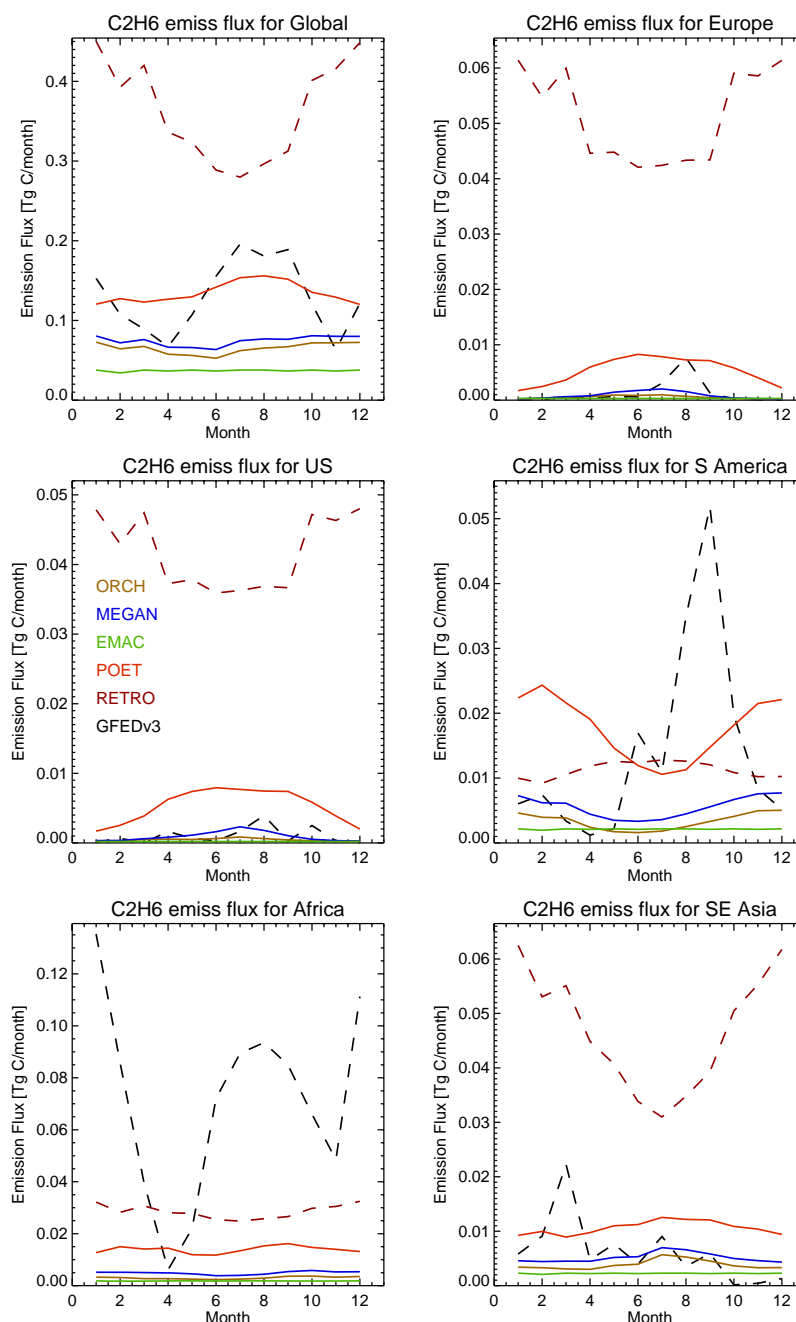 C2H6 emiss flux for Global
Emission Flux [Tg C/month]
0.4
0.3
0.2
0.1
0.0
0 2 4 6 8 10 12
Month
C2H6 emiss flux for Europe
Emission Flux [Tg C/month]
0.06
0.05
0.04
0.03
0.02
0.01
0.00
0 2 4 6 8 10 12
Month
C2H6 emiss flux for US
Emission Flux [Tg C/month]
0.05
0.04
0.03
0.02
0.01
0.00
ORCH
MEGAN
EMAC
POET
RETRO
GFEDv3
0 2 4 6 8 10 12
Month
C2H6 emiss flux for S America
Emission Flux [Tg C/month]
0.05
0.04
0.03
0.02
0.01
0.00
0 2 4 6 8 10 12
Month
C2H6 emiss flux for Africa
Emission Flux [Tg C/month]
0.12
0.10
0.08
0.06
0.04
0.02
0.00
0 2 4 6 8 10 12
Month
C2H6 emiss flux for SE Asia
Emission Flux [Tg C/month]
0.06
0.05
0.04
0.03
0.02
0.01
0.00
0 2 4 6 8 10 12
Month